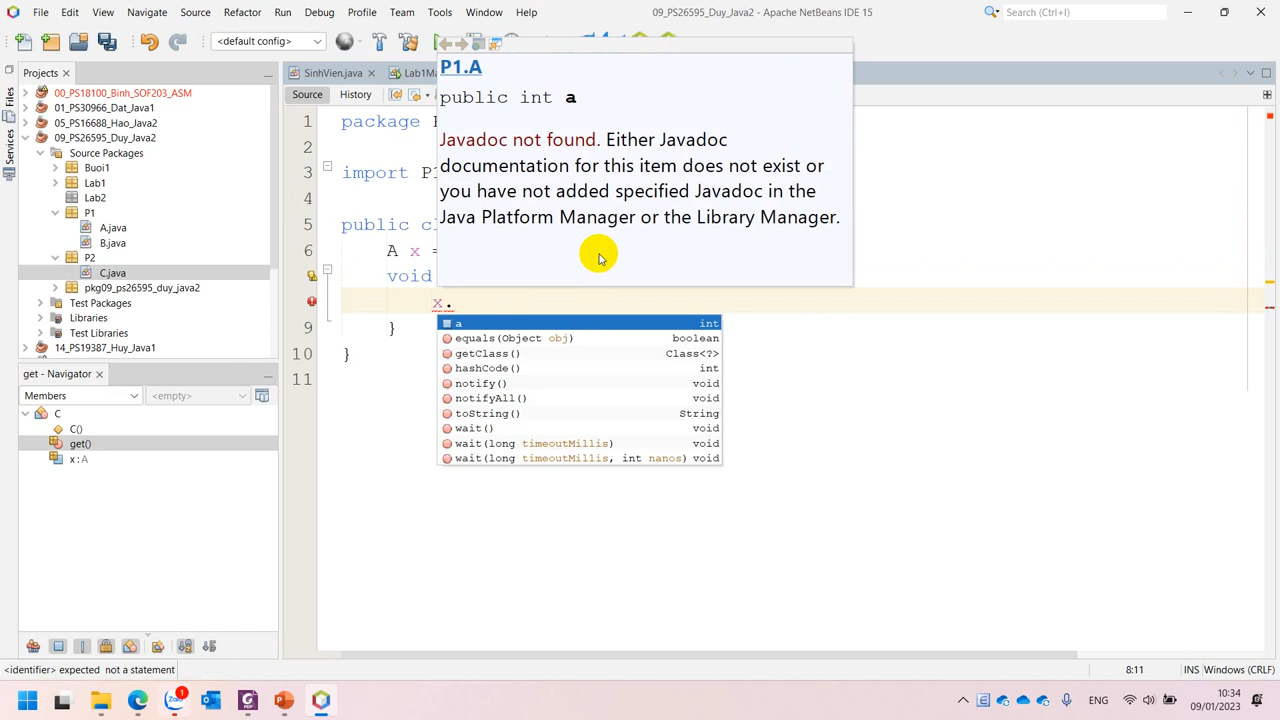 File Edit View Navigate Source Refactor Run Debug Profile Team Tools Window Help
09_PS26595_Duy_Java2 - Apache NetBeans IDE 15
Search (Ctrl+I)
<default config>
Projects
SinhVien.java
Files
Services
00_PS18100_Binh_SOF203_ASM
01_PS30966_Dat_Java1
05_PS16688_Hao_Java2
09_PS26595_Duy_Java2
Source Packages
Buoi1
Lab1
Lab2
P1
A.java
B.java
P2
C.java
pkg09_ps26595_duy_java2
Test Packages
Libraries
Test Libraries
14_PS19387_Huy_Java1
get - Navigator
Members
<empty>
C
C()
get()
x : A
Source History
1 package
2
3 import
4
5 public
6 A x =
void
x.
9 }
10 }
11
P1.A
public int a
Javadoc not found. Either Javadoc
documentation for this item does not exist or
you have not added specified Javadoc in the
Java Platform Manager or the Library Manager.
a int
equals(Object obj) boolean
getClass() Class<?>
hashCode() int
notify() void
notifyAll() void
toString() String
wait() void
wait(long timeoutMillis) void
wait(long timeoutMillis, int nanos) void
<identifier> expected not a statement
8:11
INS
Windows (CRLF)
Zalo
1
ENG
10:34
09/01/2023